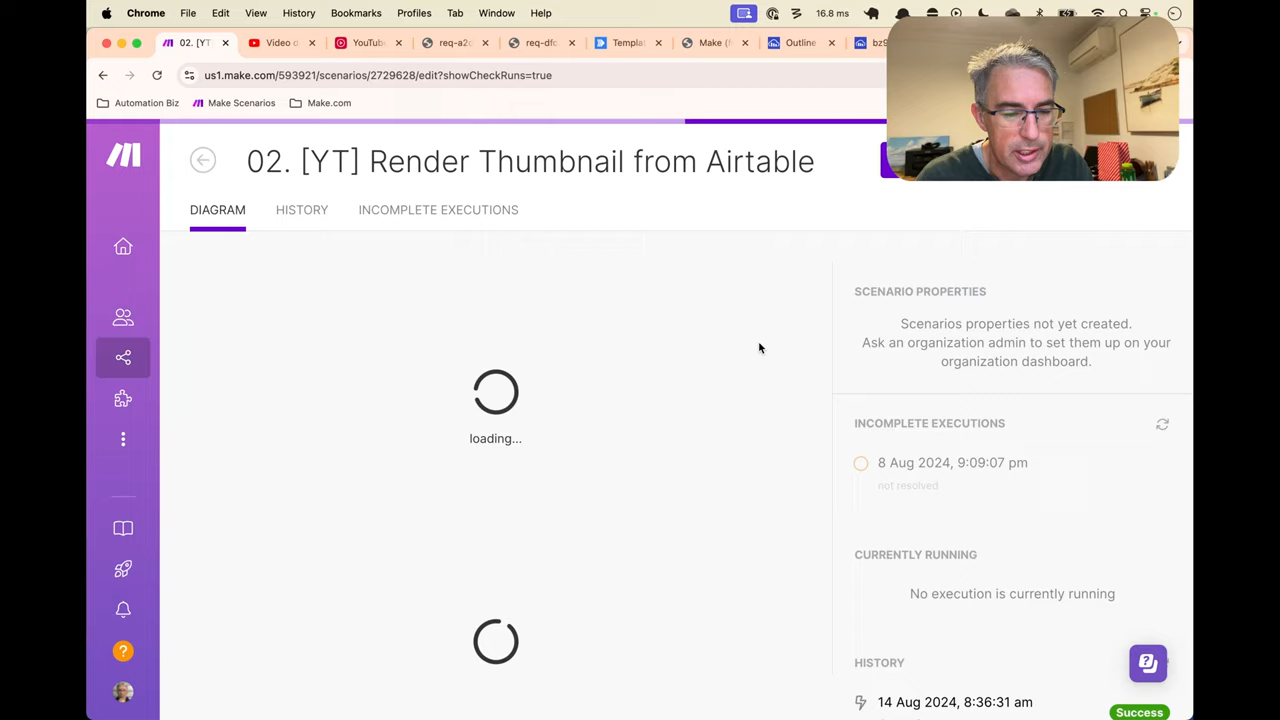 Chrome File Edit View History Bookmarks Profiles Tab Window Help 16.8 ms
02. [YT] Video d YouTub req-a2c req-dfc Templa Make ( Outline bz9
us1.make.com/593921/scenarios/2729628/edit?showCheckRuns=true
Automation Biz Make Scenarios Make.com
02. [YT] Render Thumbnail from Airtable
DIAGRAM HISTORY INCOMPLETE EXECUTIONS
SCENARIO PROPERTIES
Scenarios properties not yet created.
Ask an organization admin to set them up on your
organization dashboard.
loading...
INCOMPLETE EXECUTIONS
8 Aug 2024, 9:09:07 pm
not resolved
CURRENTLY RUNNING
No execution is currently running
HISTORY
14 Aug 2024, 8:36:31 am
Success